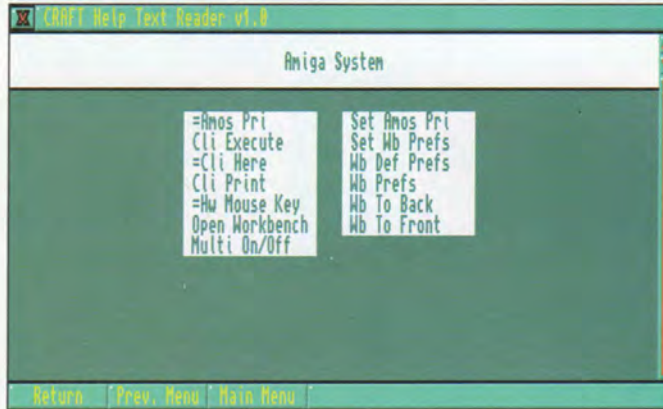 CRAFT Help Text Reader v1.0
Amiga System
=Amos Pri
Cli Execute
=Cli Here
Cli Print
=Hw Mouse Key
Open Workbench
Multi On/Off
Set Amos Pri
Set Wb Prefs
Wb Def Prefs
Wb Prefs
Wb To Back
Wb To Front
Return Prev. Menu Main Menu